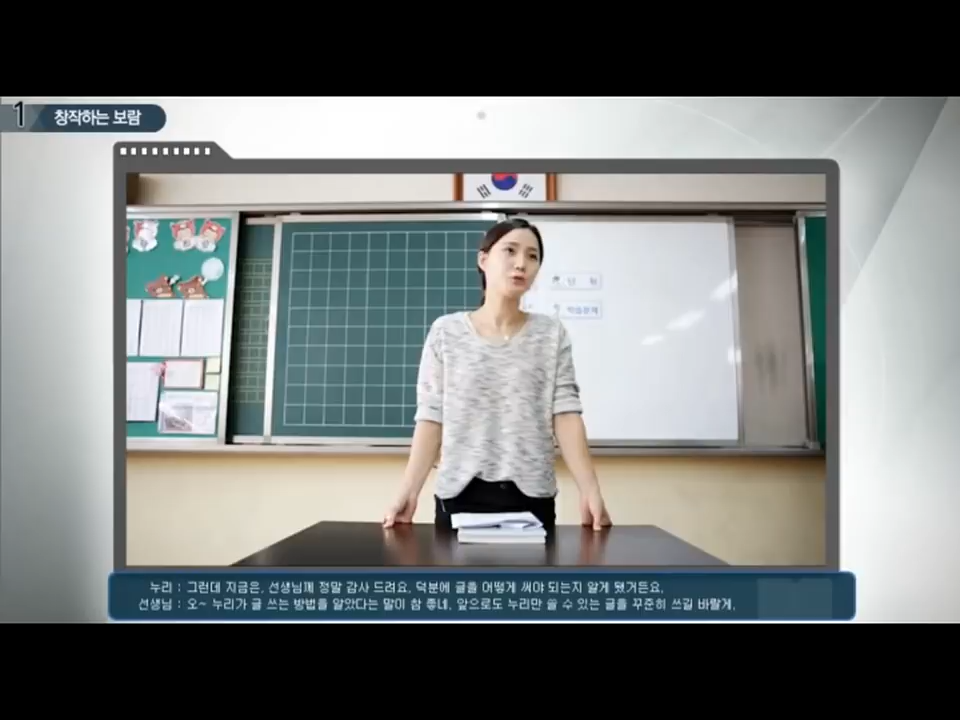 1 창작하는 보람
학습문제
누리 : 그런데 지금은, 선생님께 정말 감사 드려요. 덕분에 글을 어떻게 써야 되는지 알게 됐거든요.
선생님 : 오~ 누리가 글 쓰는 방법을 알았다는 말이 참 좋네. 앞으로도 누리만 쓸 수 있는 글을 꾸준히 쓰길 바랄게.